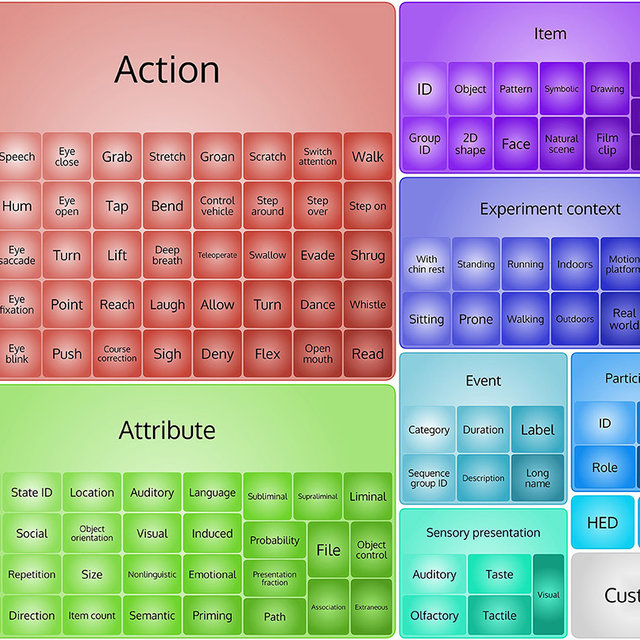 Action
Speech
Eye
close
Grab
Stretch
Groan
Scratch
Switch
attention
Walk
Hum
Eye
open
Tap
Bend
Control
vehicle
Step
around
Step
over
Step on
Eye
saccade
Turn
Lift
Deep
breath
Teleoperate
Swallow
Evade
Shrug
Eye
fixation
Point
Reach
Laugh
Allow
Turn
Dance
Whistle
Eye
blink
Push
Course
correction
Sigh
Deny
Flex
Open
mouth
Read
Attribute
State ID
Location
Auditory
Language
Subliminal
Supraliminal
Liminal
Social
Object
orientation
Visual
Induced
Probability
File
Object
control
Repetition
Size
Nonlinguistic
Emotional
Presentation
fraction
Direction
Item count
Semantic
Priming
Path
Association
Extraneous
Item
ID
Object
Pattern
Symbolic
Drawing
Group
ID
2D
shape
Face
Natural
scene
Film
clip
Experiment context
With
chin rest
Standing
Running
Indoors
Motion
platform
Sitting
Prone
Walking
Outdoors
Real
world
Event
Category
Duration
Label
Sequence
group ID
Description
Long
name
Partici
ID
Role
HED
Sensory presentation
Auditory
Taste
Visual
Olfactory
Tactile
Cust